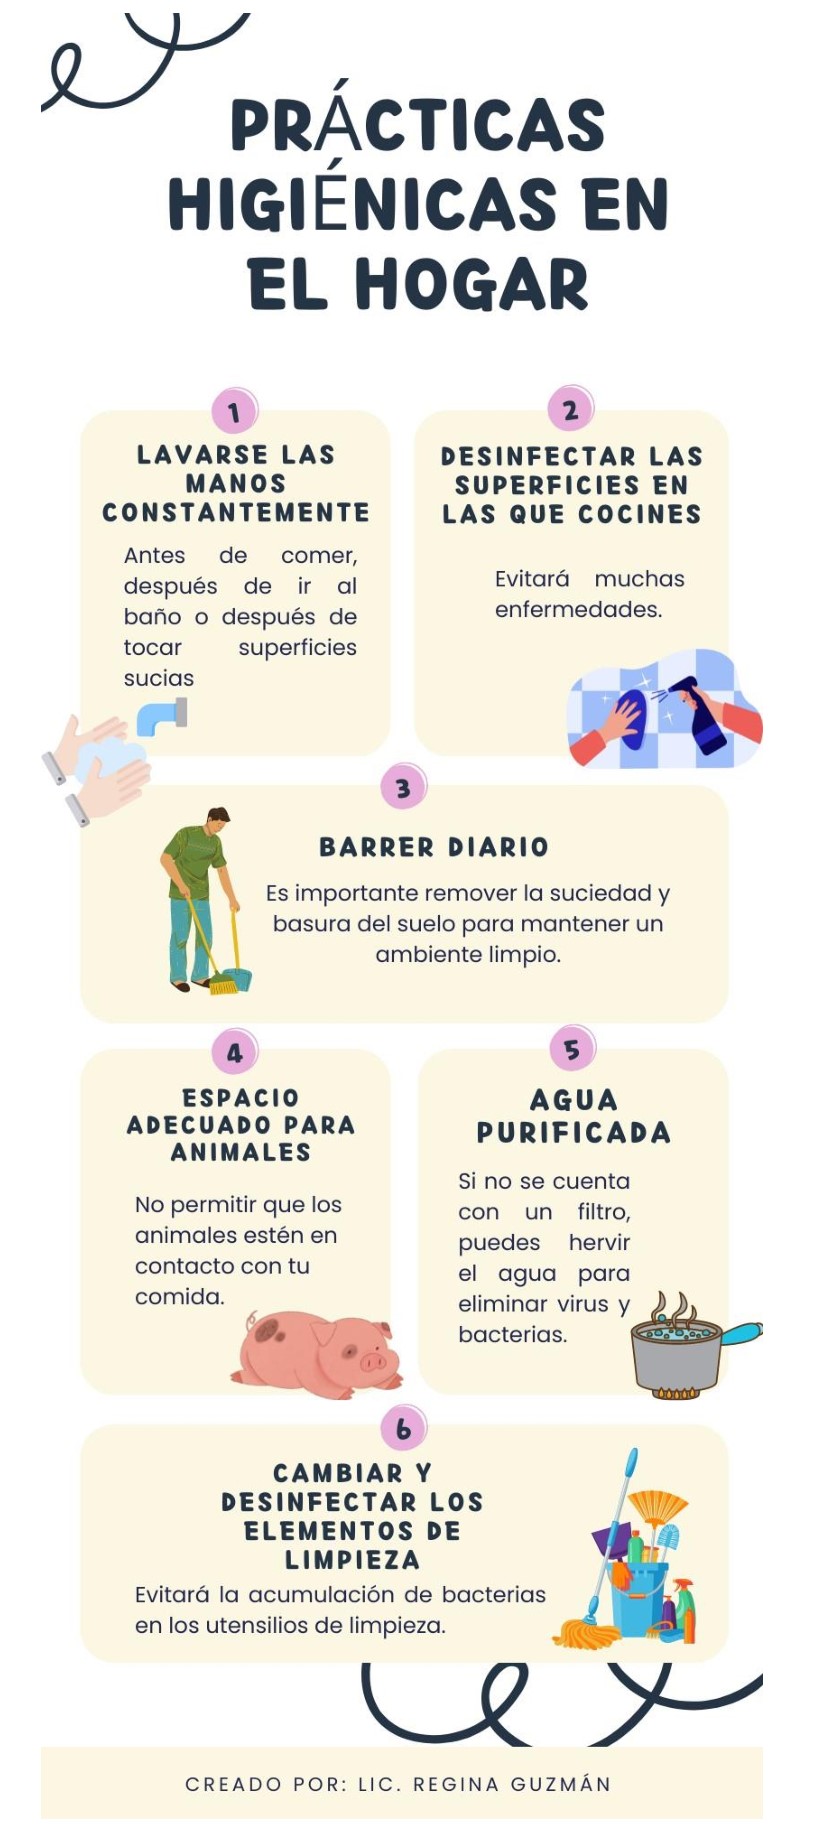 PRÁCTICAS
HIGIÉNICAS EN
EL HOGAR
1
LAVARSE LAS
MANOS
CONSTANTEMENTE
Antes de comer,
después de ir al
baño o después de
tocar superficies
sucias
2
DESINFECTAR LAS
SUPERFICIES EN
LAS QUE COCINES
Evitará muchas
enfermedades.
3
BARRER DIARIO
Es importante remover la suciedad y
basura del suelo para mantener un
ambiente limpio.
4
ESPACIO
ADECUADO PARA
ANIMALES
No permitir que los
animales estén en
contacto con tu
comida.
5
AGUA
PURIFICADA
Si no se cuenta
con un filtro,
puedes hervir
el agua para
eliminar virus y
bacterias.
6
CAMBIAR Y
DESINFECTAR LOS
ELEMENTOS DE
LIMPIEZA
Evitará la acumulación de bacterias
en los utensilios de limpieza.
CREADO POR: LIC. REGINA GUZMÁN